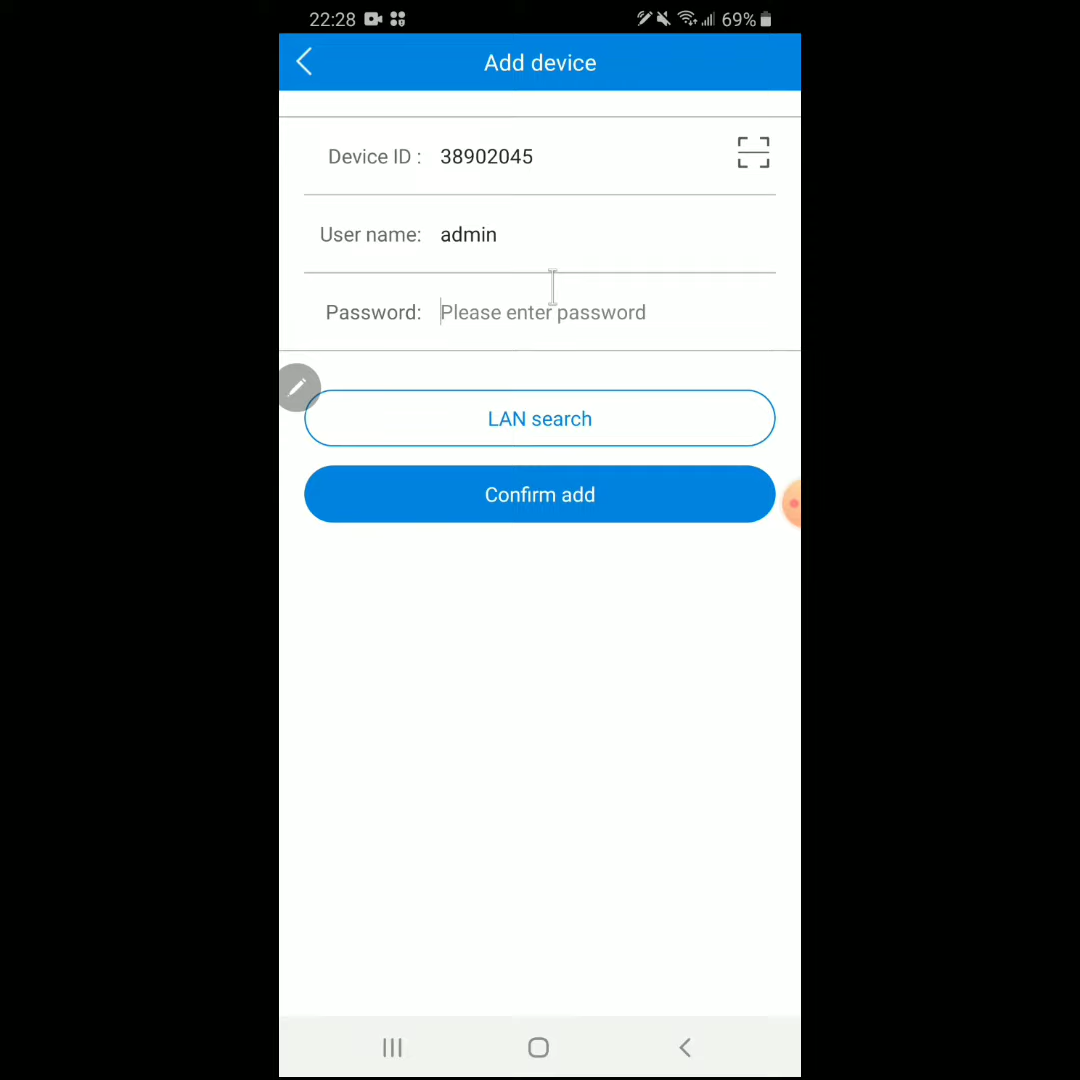 22:28 69%
Add device
Device ID : 38902045
User name: admin
Password: Please enter password
LAN search
Confirm add